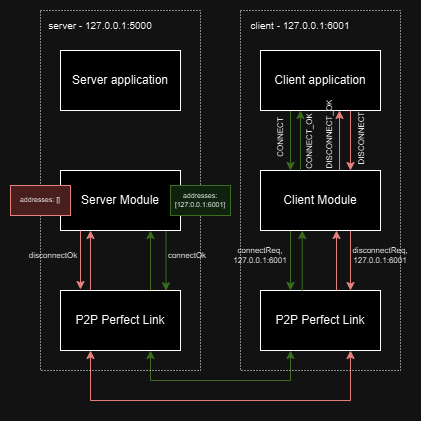 server - 127.0.0.1:5000
client - 127.0.0.1:6001
Server application
Client application
CONNECT
CONNECT_OK
DISCONNECT_OK
DISCONNECT
addresses: []
Server Module
addresses:
[127.0.0.1:6001]
Client Module
disconnectOk
connectOk
connectReq,
127.0.0.1:6001
disconnectReq,
127.0.0.1:6001
P2P Perfect Link
P2P Perfect Link